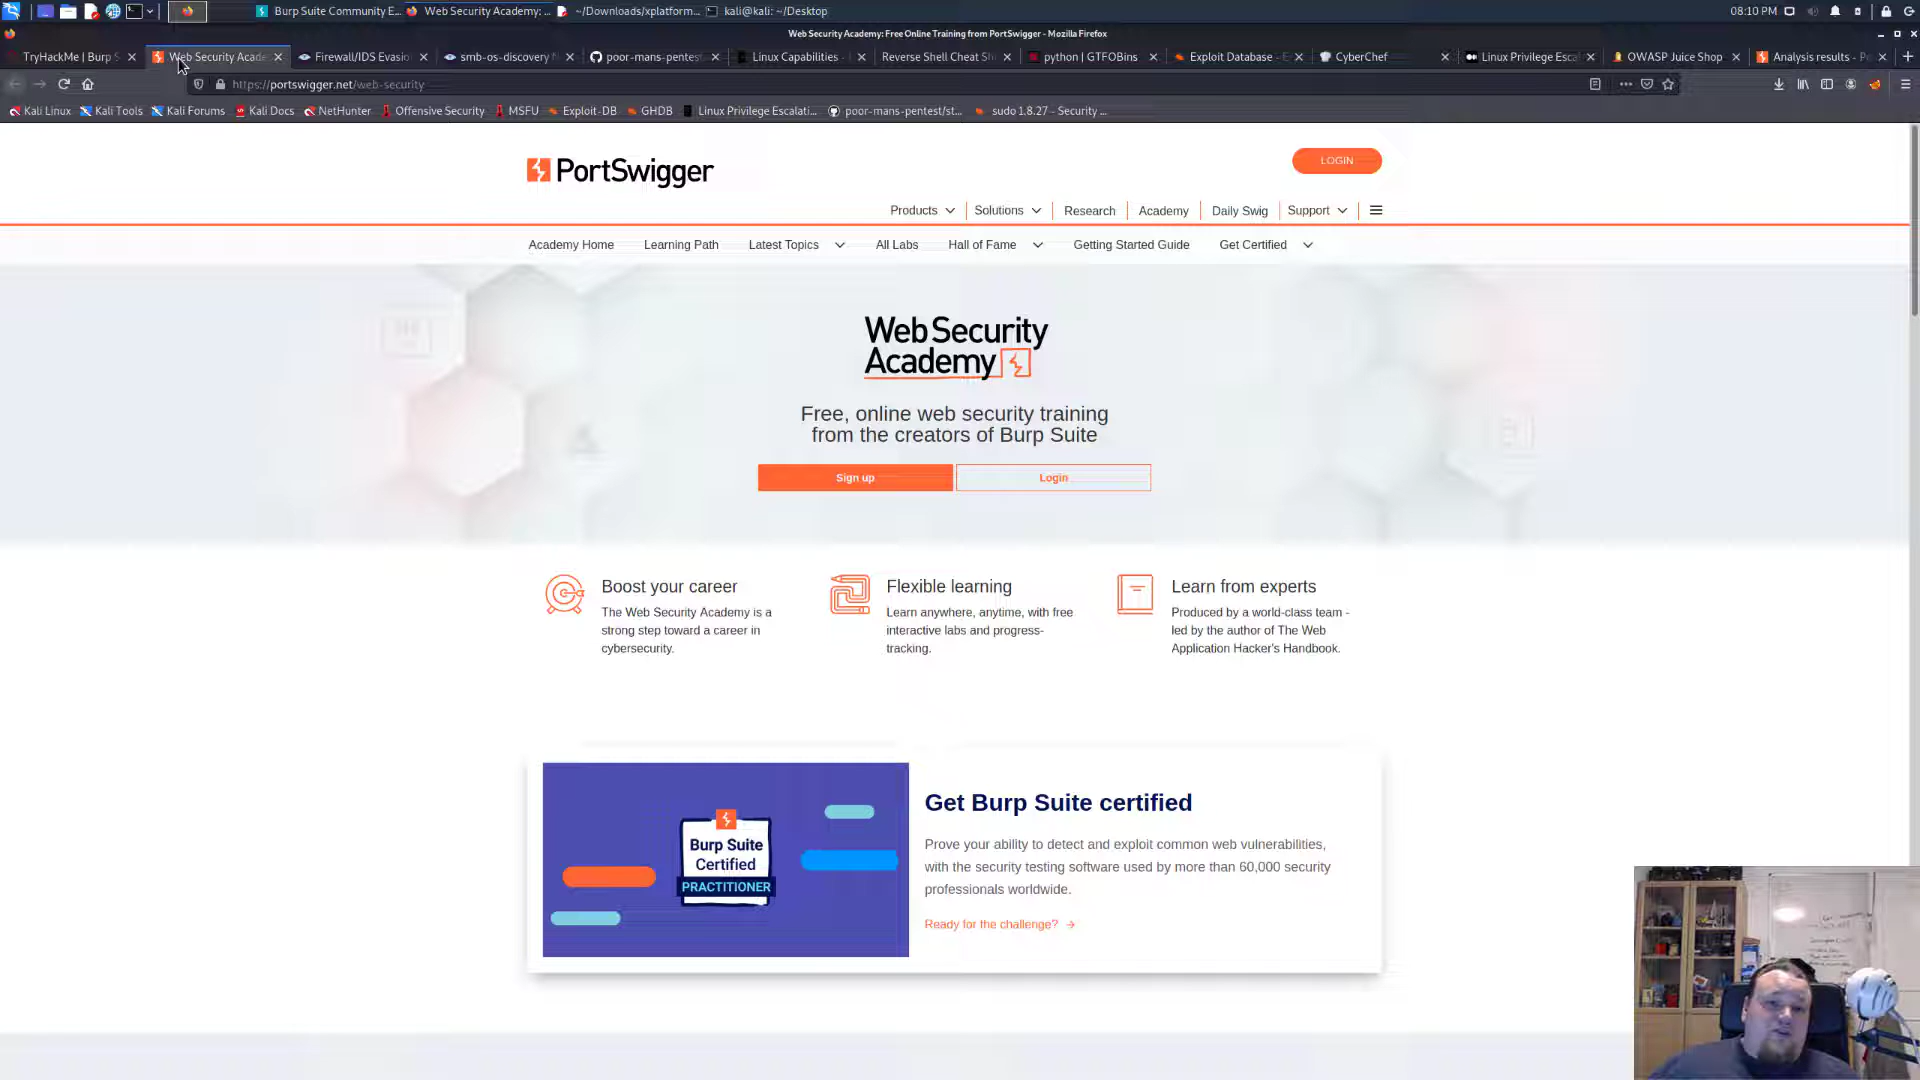 Burp Suite Community E...
Web Security Academy: ...
~/Downloads/xplatform...
kali@kali: ~/Desktop
08:10 PM
Web Security Academy: Free Online Training from PortSwigger - Mozilla Firefox
TryHackMe | Burp S
Web Security Acade
Firewall/IDS Evasio
smb-os-discovery
poor-mans-pentest
Linux Capabilities -
Reverse Shell Cheat Sh
python | GTFOBins
Exploit Database - E
CyberChef
Linux Privilege Esca
OWASP Juice Shop
Analysis results - Po
https://portswigger.net/web-security
Kali Linux
Kali Tools
Kali Forums
Kali Docs
NetHunter
Offensive Security
MSFU
Exploit-DB
GHDB
Linux Privilege Escalati...
poor-mans-pentest/st...
sudo 1.8.27 - Security ...
PortSwigger
LOGIN
Products
Solutions
Research
Academy
Daily Swig
Support
Academy Home
Learning Path
Latest Topics
All Labs
Hall of Fame
Getting Started Guide
Get Certified
Web Security
Academy
Free, online web security training
from the creators of Burp Suite
Sign up
Login
Boost your career
The Web Security Academy is a
strong step toward a career in
cybersecurity.
Flexible learning
Learn anywhere, anytime, with free
interactive labs and progress-
tracking.
Learn from experts
Produced by a world-class team -
led by the author of The Web
Application Hacker's Handbook.
Burp Suite
Certified
PRACTITIONER
Get Burp Suite certified
Prove your ability to detect and exploit common web vulnerabilities,
with the security testing software used by more than 60,000 security
professionals worldwide.
Ready for the challenge?